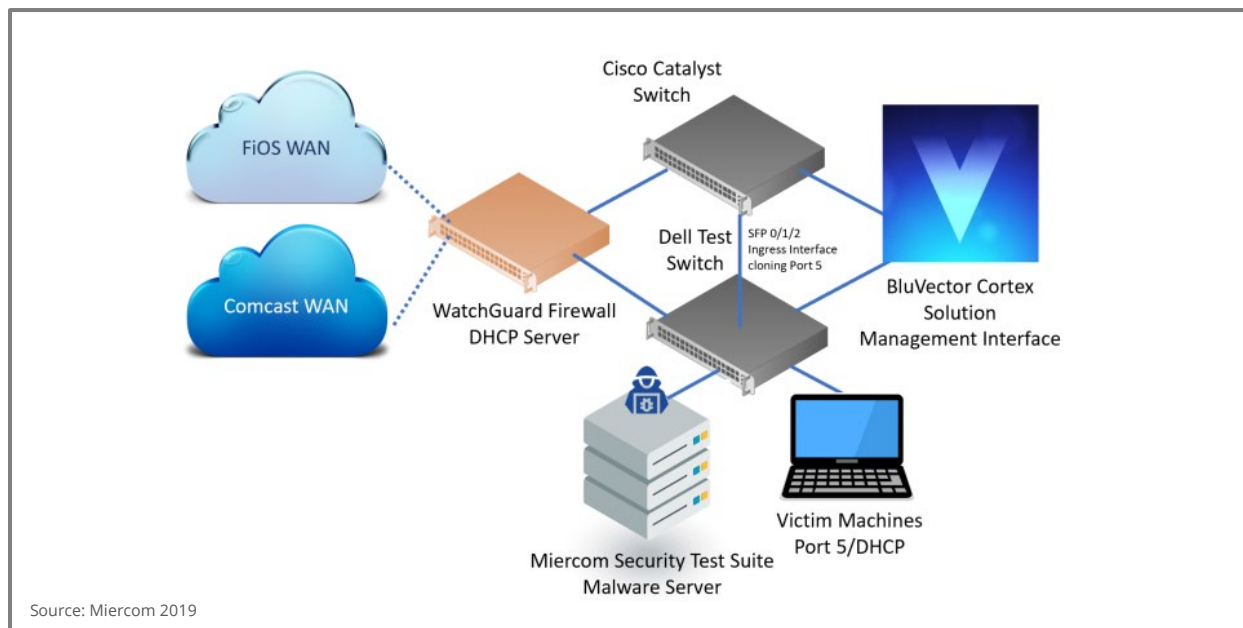 Cisco Catalyst
Switch
FiOS WAN
Comcast WAN
WatchGuard Firewall
DHCP Server
Dell Test
Switch
SFP 0/1/2
Ingress Interface
cloning Port 5
BluVector Cortex
Solution
Management Interface
Miercom Security Test Suite
Malware Server
Victim Machines
Port 5/DHCP
Source: Miercom 2019